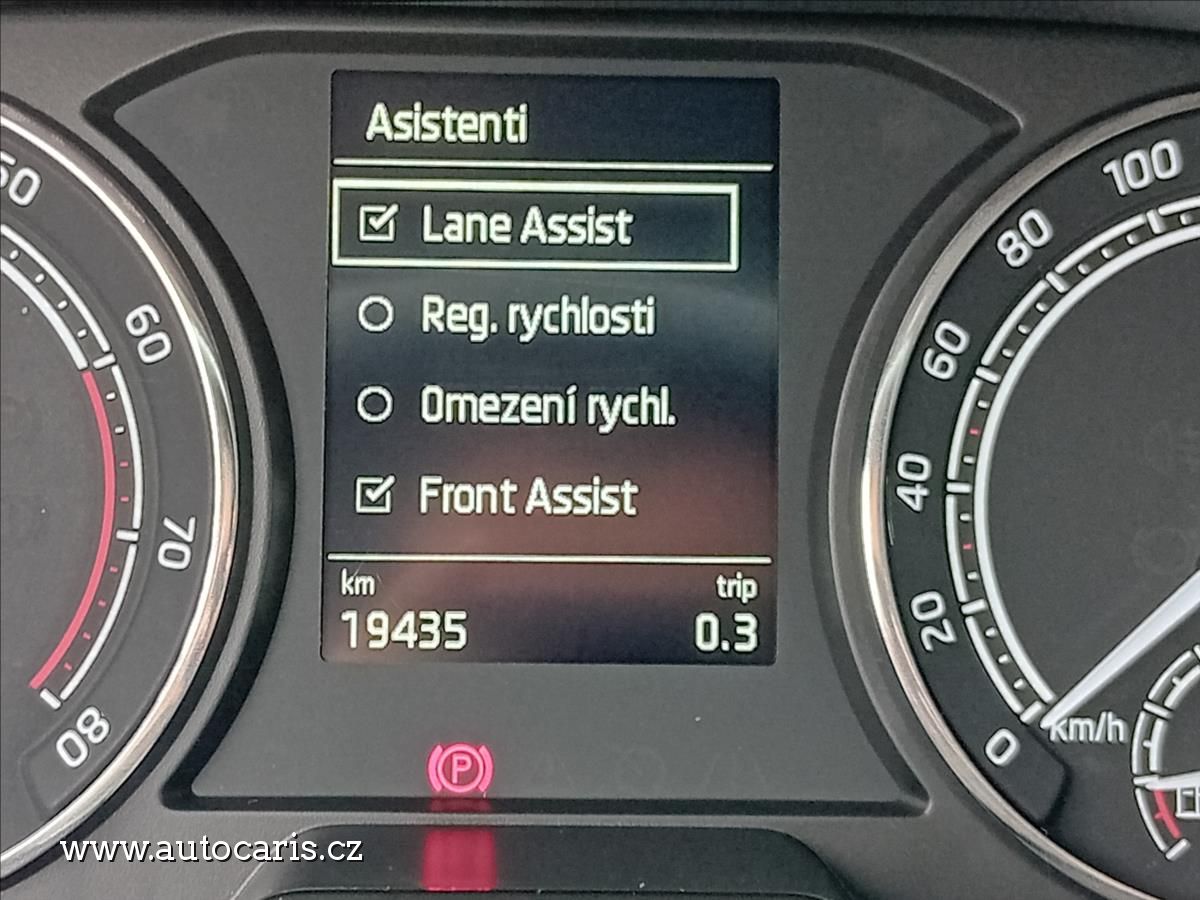 Asistenti
Lane Assist
Reg. rychlosti
Omezení rychl.
Front Assist
km trip
19435 0.3
50
60
70
80
100
80
60
40
20
0
km/h
P
www.autocaris.cz